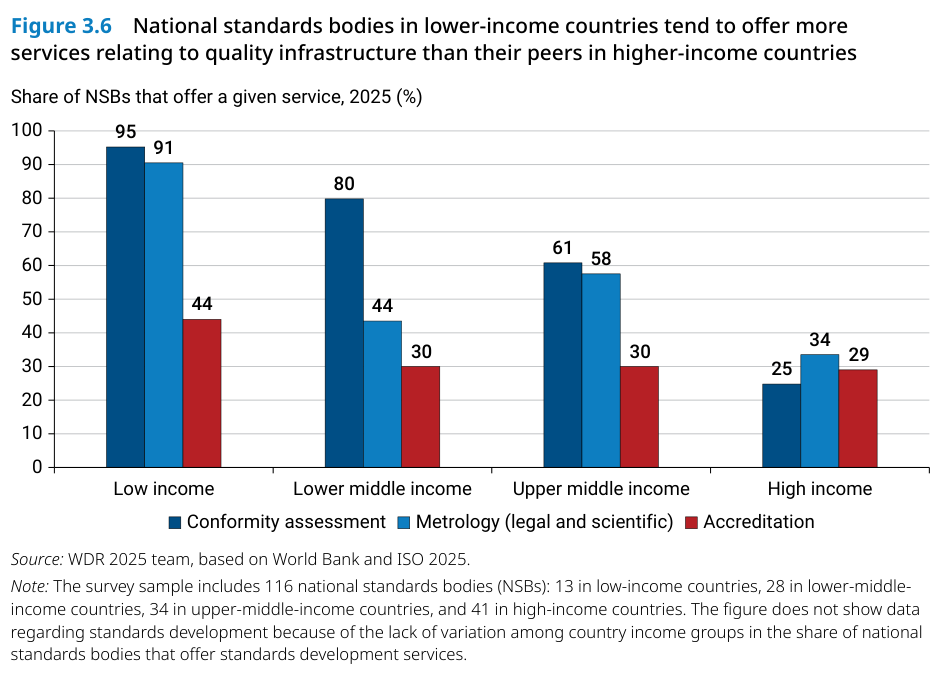 Figure 3.6 National standards bodies in lower-income countries tend to offer more
services relating to quality infrastructure than their peers in higher-income countries
Share of NSBs that offer a given service, 2025 (%)
100
90
80
70
60
50
40
30
20
10
0
95
91
44
80
44
30
61
58
30
25
34
29
Low income
Lower middle income
Upper middle income
High income
Conformity assessment
Metrology (legal and scientific)
Accreditation
Source: WDR 2025 team, based on World Bank and ISO 2025.
Note: The survey sample includes 116 national standards bodies (NSBs): 13 in low-income countries, 28 in lower-middle-
income countries, 34 in upper-middle-income countries, and 41 in high-income countries. The figure does not show data
regarding standards development because of the lack of variation among country income groups in the share of national
standards bodies that offer standards development services.